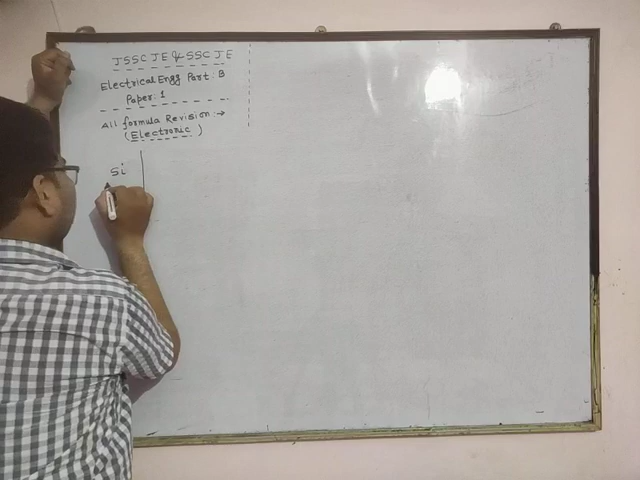 JSSC JE & SSC JE
Electrical Engg Part: B
Paper: 1
All formula Revision :→
(Electronic)
Si